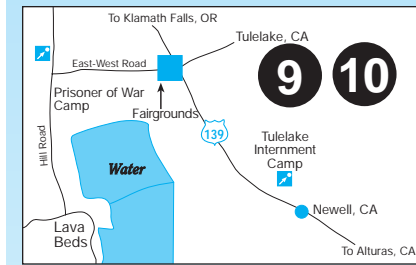 To Klamath Falls, OR
Tulelake, CA
East-West Road
9 10
Prisoner of War
Camp
Fairgrounds
139
Hill Road
Water
Tulelake
Internment
Camp
Newell, CA
Lava
Beds
To Alturas, CA